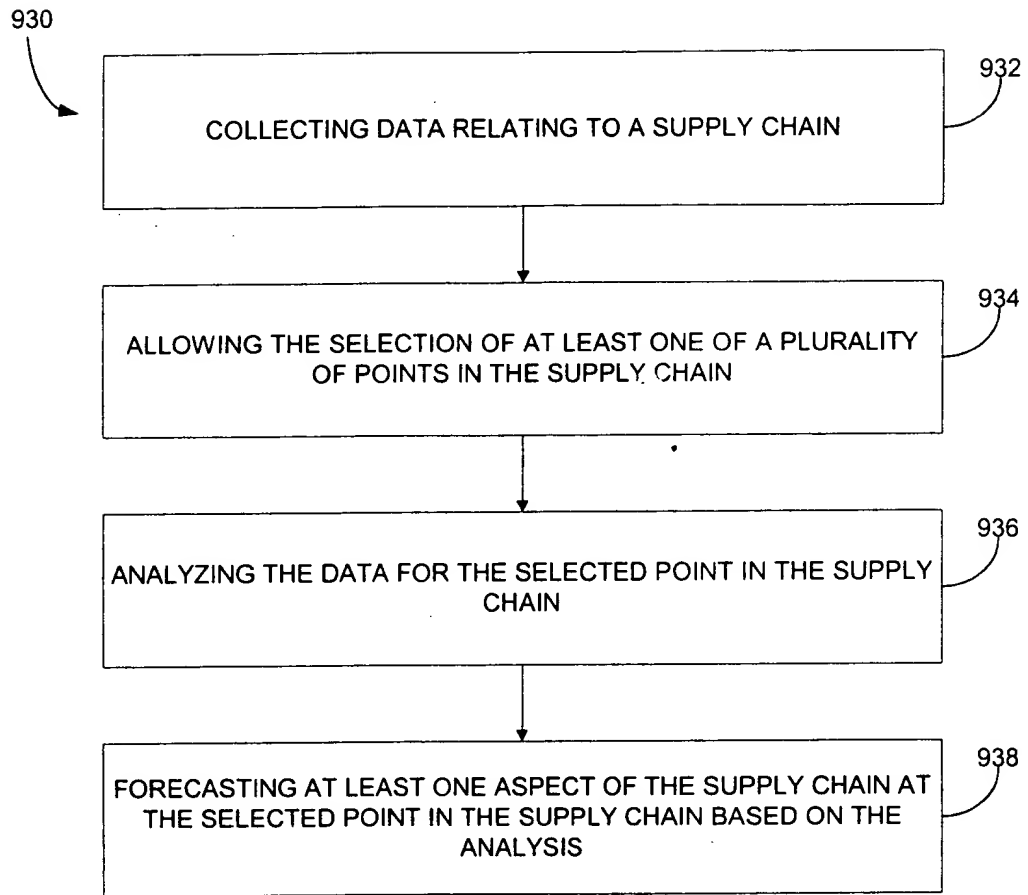 930
932
COLLECTING DATA RELATING TO A SUPPLY CHAIN
934
ALLOWING THE SELECTION OF AT LEAST ONE OF A PLURALITY
OF POINTS IN THE SUPPLY CHAIN
936
ANALYZING THE DATA FOR THE SELECTED POINT IN THE SUPPLY
CHAIN
938
FORECASTING AT LEAST ONE ASPECT OF THE SUPPLY CHAIN AT
THE SELECTED POINT IN THE SUPPLY CHAIN BASED ON THE
ANALYSIS